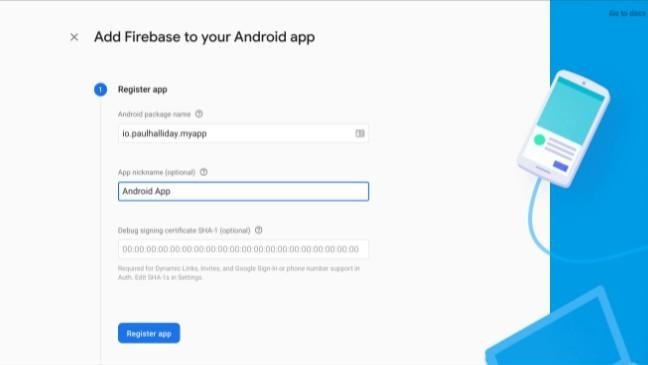 Go to docs
× Add Firebase to your Android app
1 Register app
Android package name
io.paulhalliday.myapp
App nickname (optional)
Android App
Debug signing certificate SHA-1 (optional)
00:00:00:00:00:00:00:00:00:00:00:00:00:00:00:00:00:00:00:00
Required for Dynamic Links, Invites, and Google Sign-In or phone number support in
Auth. Edit SHA-1s in Settings.
Register app